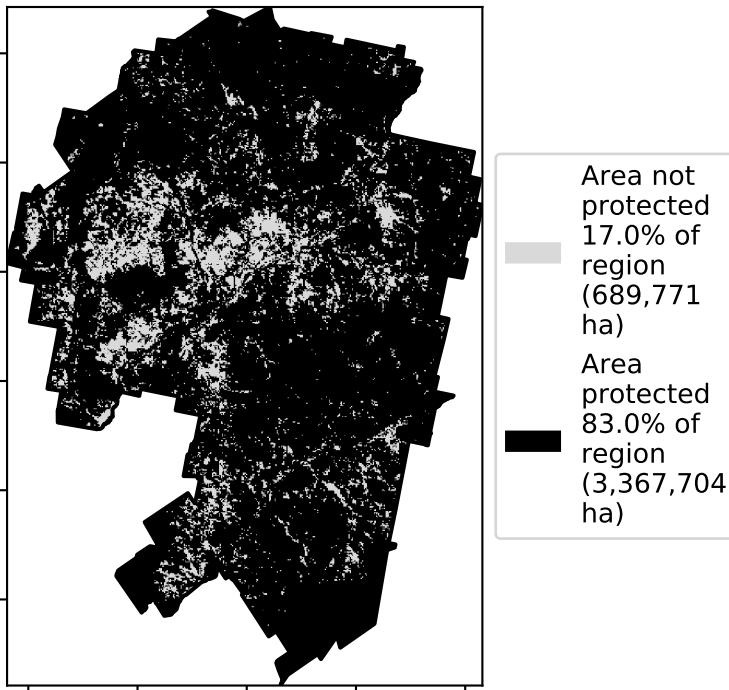 Area not
protected
17.0% of
region
(689,771
ha)
Area
protected
83.0% of
region
(3,367,704
ha)